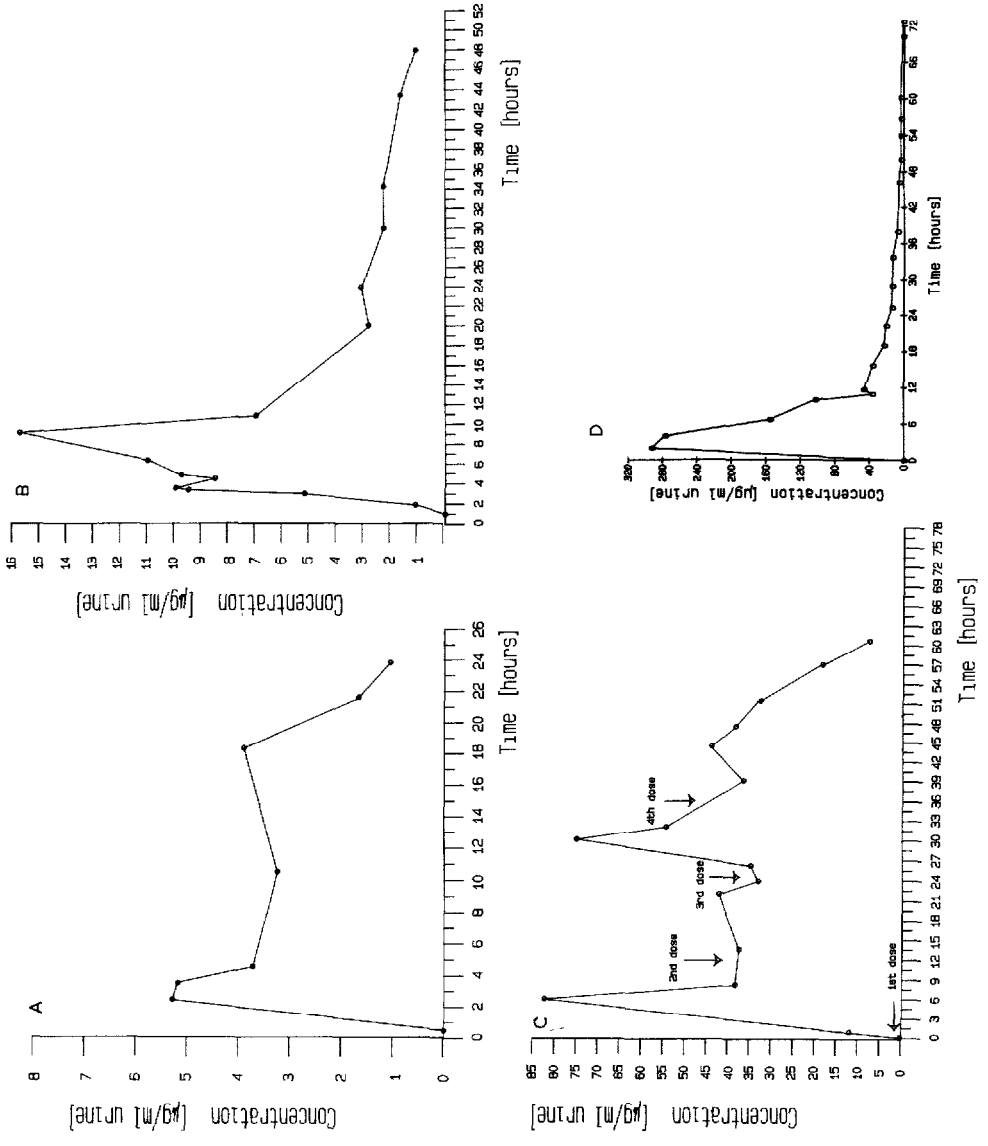 A
8
7
6
5
4
3
2
1
0
Concentration
[µg/ml urine]
0 2 4 6 8 10 12 14 16 18 20 22 24 26
Time [hours]
B
16
15
14
13
12
11
10
9
8
7
6
5
4
3
2
1
Concentration
[µg/ml urine]
0 2 4 6 8 10 12 14 16 18 20 22 24 26 28 30 32 34 36 38 40 42 44 46 48 50 52
Time [hours]
C
85
80
75
70
65
60
55
50
45
40
35
30
25
20
15
10
5
0
Concentration
[µg/ml urine]
1st dose
2nd dose
3rd dose
4th dose
0 3 6 9 12 15 18 21 24 27 30 33 36 39 42 45 48 51 54 57 60 63 66 69 72 75 78
Time [hours]
D
320
280
240
200
160
120
80
40
0
Concentration [µg/ml urine]
0 6 12 18 24 30 36 42 48 54 60 66 72
Time [hours]